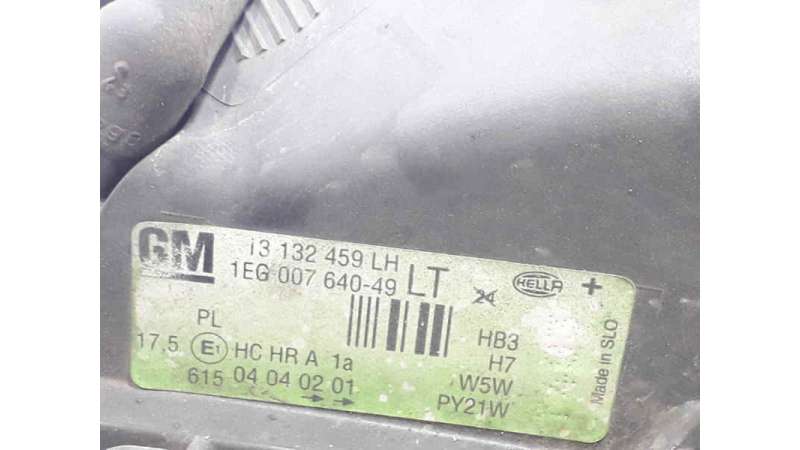 GM 13 132 459 LH
1EG 007 640-49 LT
24 HELLA +
PL
17.5 E1 HC HR A 1a
615 04 04 02 01
HB3
H7
W5W
PY21W
Made in SLO